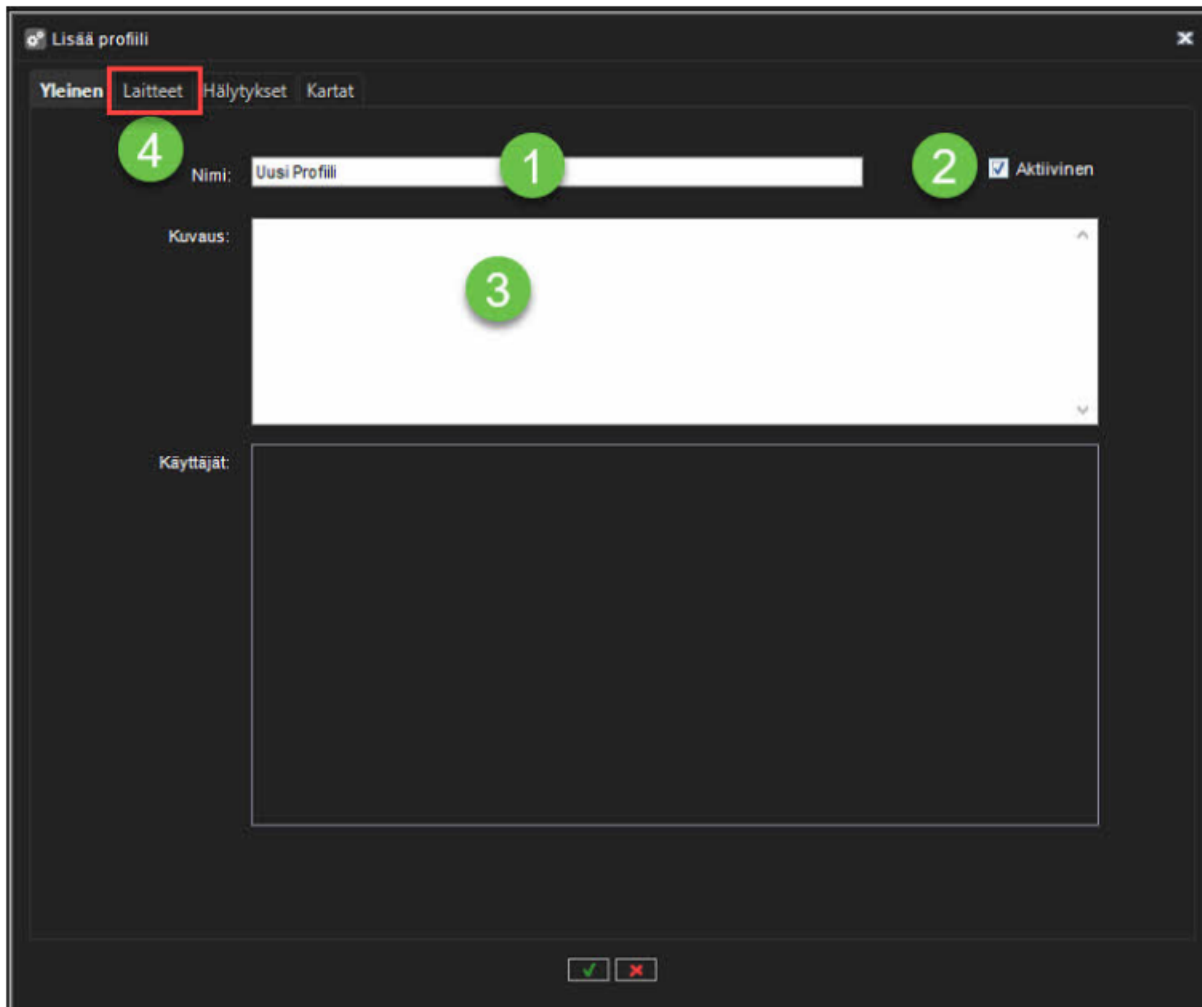 Lisää profiili
Yleinen Laitteet Hälytykset Kartat
4
Nimi: Uusi Profiili 1 2 Aktiivinen
Kuvaus:
3
Käyttäjät: